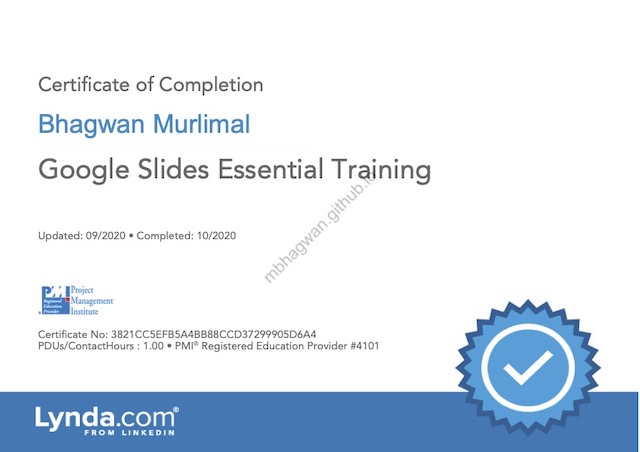 Certificate of Completion
Bhagwan Murlimal
Google Slides Essential Training
mbhagwan.github.io
Updated: 09/2020 • Completed: 10/2020
PMI Project
Registered Management
Education Institute
Provider
Certificate No: 3821CC5EFB5A4BB88CCD37299905D6A4
PDUs/ContactHours : 1.00 • PMI® Registered Education Provider #4101
Lynda.com®
FROM LINKEDIN